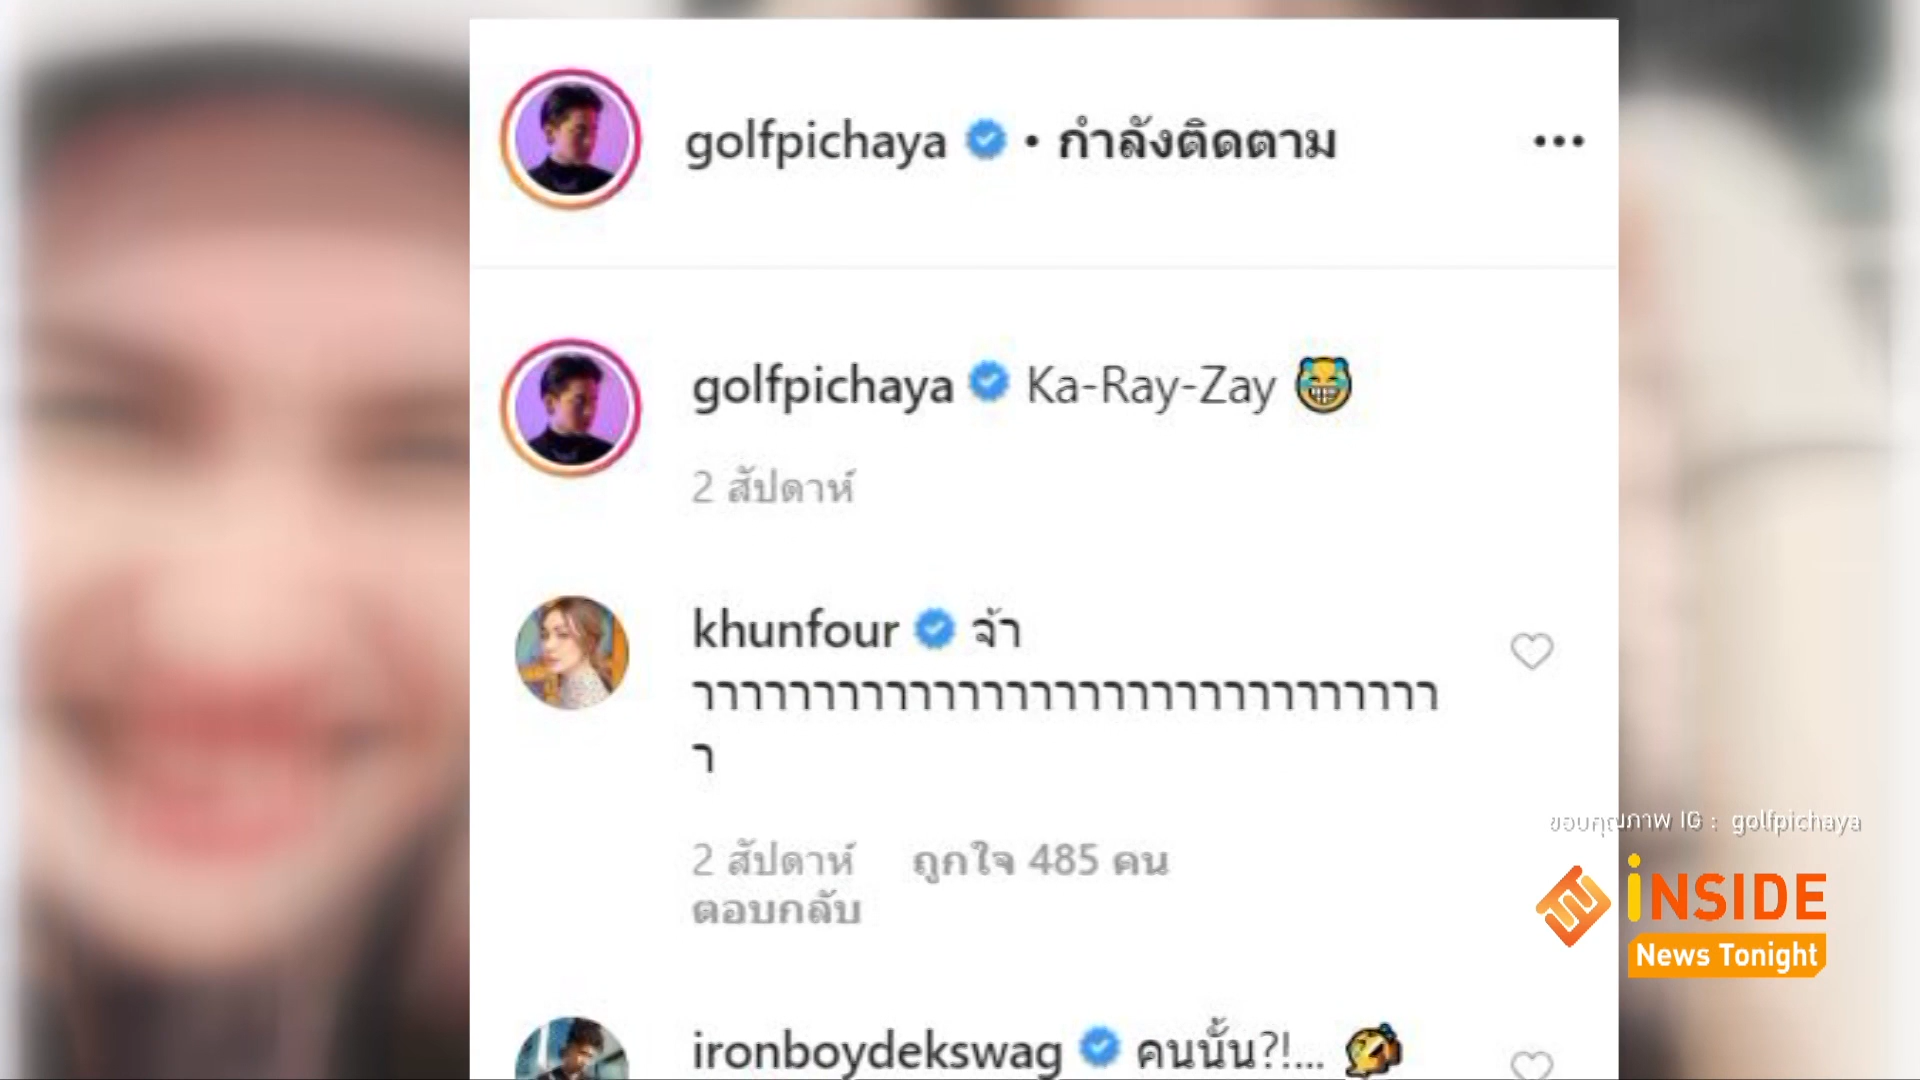 golfpichaya • กำลังติดตาม •••
golfpichaya Ka-Ray-Zay 😹
2 สัปดาห์
khunfour จ้า
าาาาาาาาาาาาาาาาาาาาาาาาาาาาาาา
า
2 สัปดาห์ ถูกใจ 485 คน
ตอบกลับ
ironboydekswag คนนั้น?!... 🤣
ขอบคุณภาพ IG : golfpichaya
iNSIDE
News Tonight